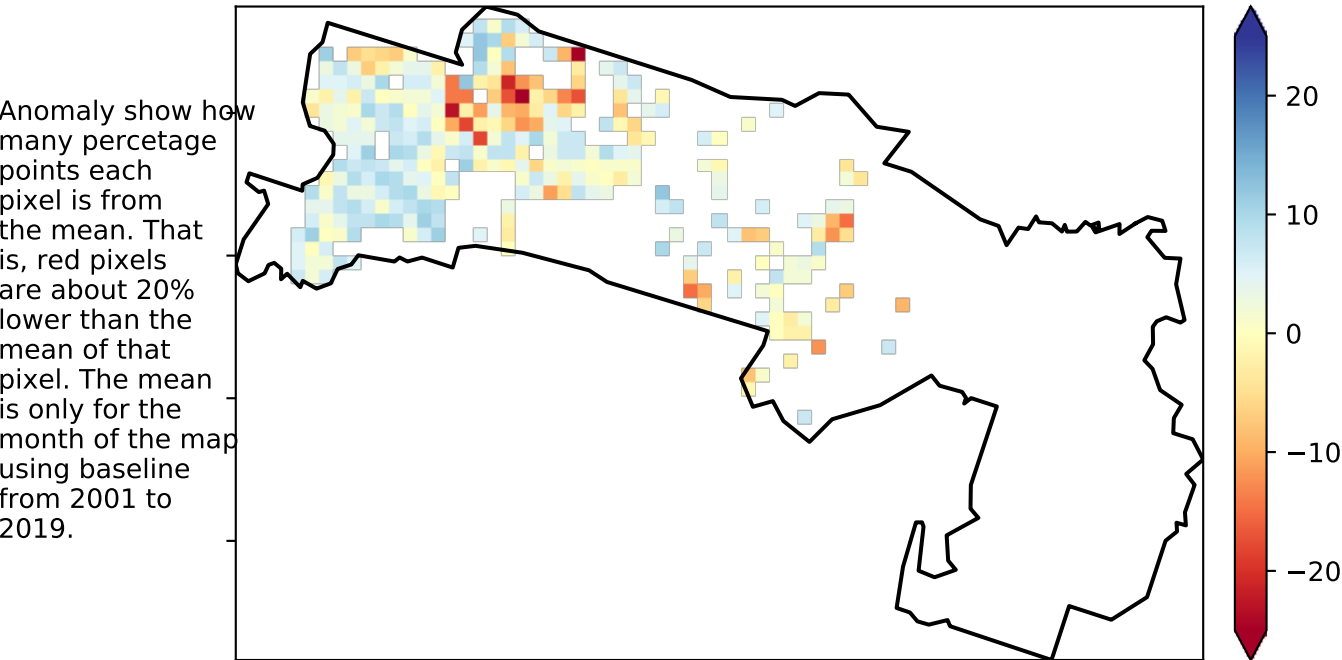 Anomaly show how
many percetage
points each
pixel is from
the mean. That
is, red pixels
are about 20%
lower than the
mean of that
pixel. The mean
is only for the
month of the map
using baseline
from 2001 to
2019.
20
10
0
−10
−20